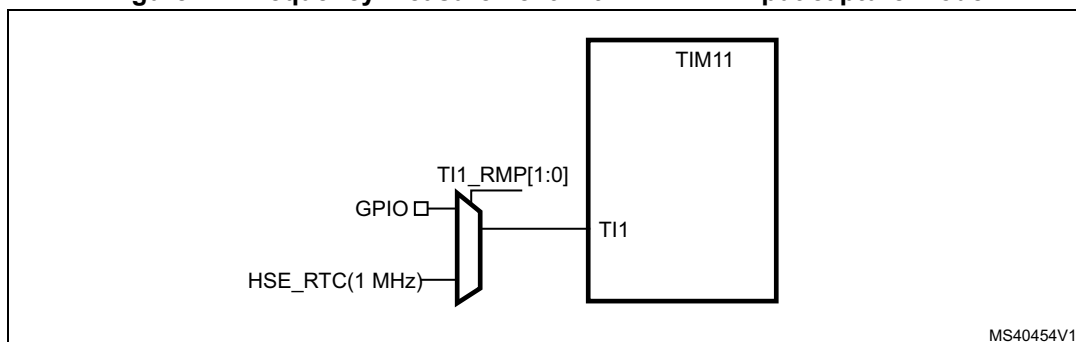 TIM11
TI1_RMP[1:0]
GPIO
TI1
HSE_RTC(1 MHz)
MS40454V1